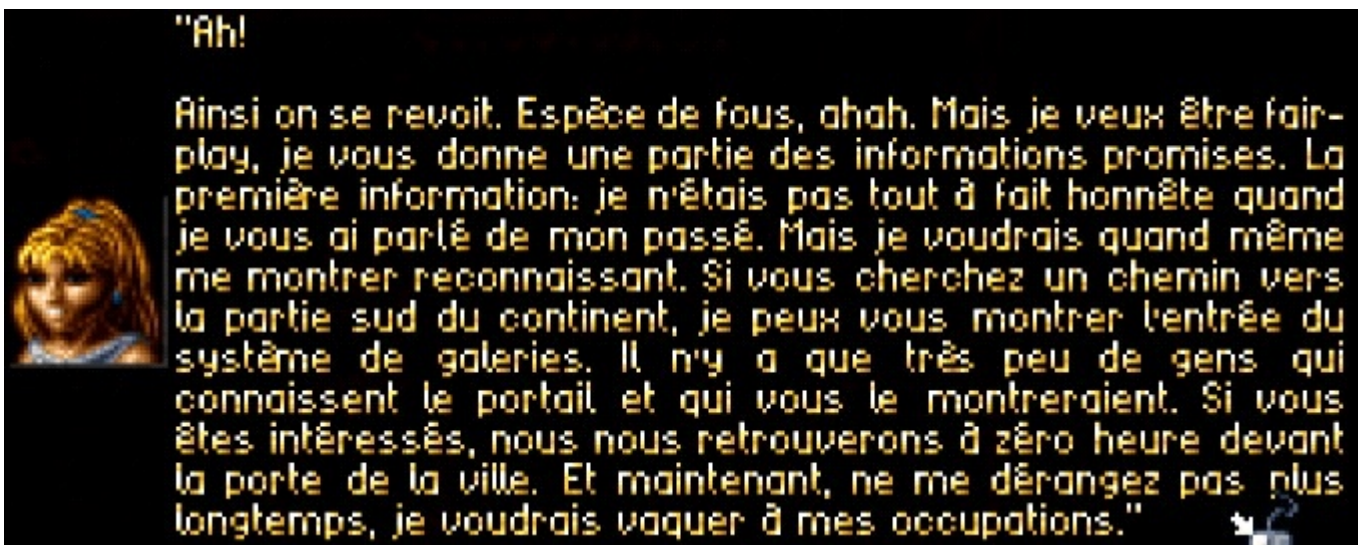 "Ah!
Ainsi on se revoit. Espèce de fous, ahah. Mais je veux être fair-
play, je vous donne une partie des informations promises. La
première information: je n'étais pas tout à fait honnête quand
je vous ai parlé de mon passé. Mais je voudrais quand même
me montrer reconnaissant. Si vous cherchez un chemin vers
la partie sud du continent, je peux vous montrer l'entrée du
système de galeries. Il n'y a que très peu de gens qui
connaissent le portail et qui vous le montreraient. Si vous
êtes intéressés, nous nous retrouverons à zéro heure devant
la porte de la ville. Et maintenant, ne me dérangez pas plus
longtemps, je voudrais vaquer à mes occupations."